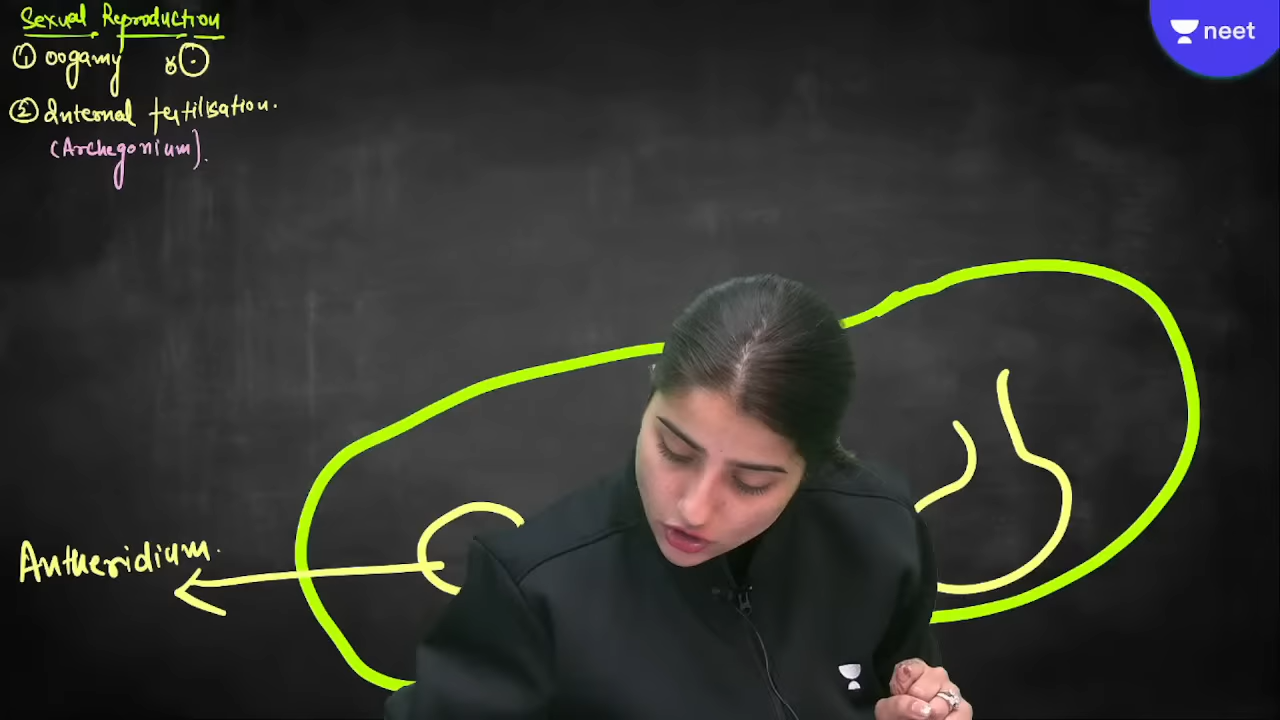 Sexual Reproduction
① oogamy
② Internal fertilisation.
(Archegonium).
Antheridium.
neet